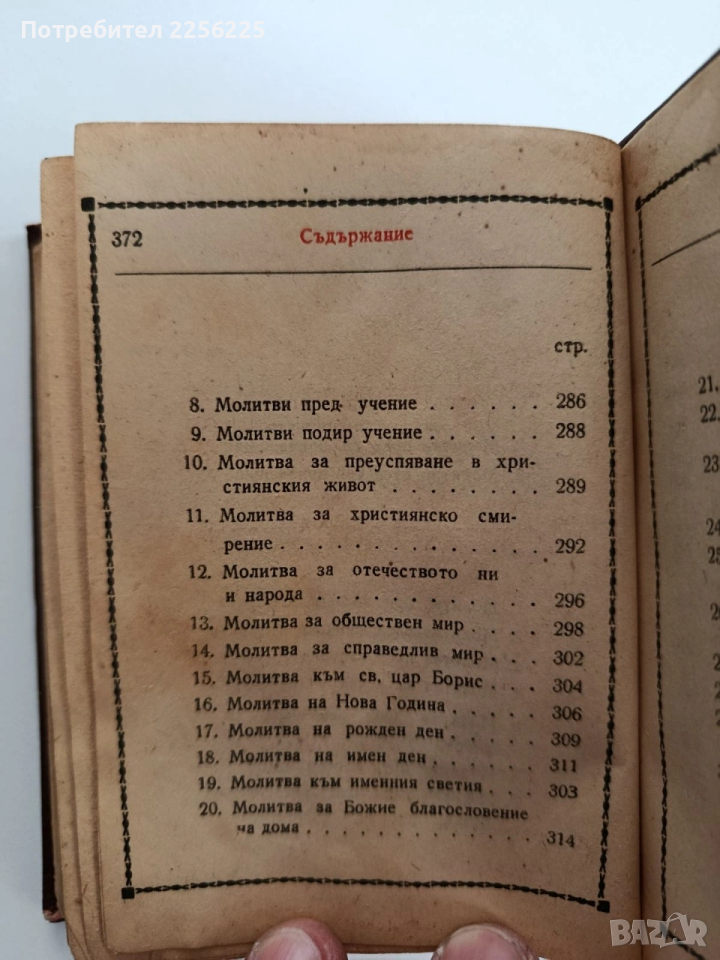 Потребител 2256225
372 Съдържание
стр.
8. Молитви пред учение . . . . . . 286
9. Молитви подир учение . . . . . . 288
10. Молитва за преуспяване в хри-
стиянския живот . . . . . . . . 289
11. Молитва за християнско сми-
рение . . . . . . . . . . . . . . 292
12. Молитва за отечеството ни
и народа . . . . . . . . . . . 296
13. Молитва за обществен мир . . . . 298
14. Молитва за справедлив мир . . . 302
15. Молитва към св. цар Борис . . . 304
16. Молитва на Нова Година . . . . . 306
17. Молитва на рожден ден . . . . . 309
18. Молитва на имен ден . . . . . . 311
19. Молитва към именния светия . . . 303
20. Молитва за Божие благословение
ча дома . . . . . . . . . . . . 314
21.
22.
23.
24.
25.
BAZAR